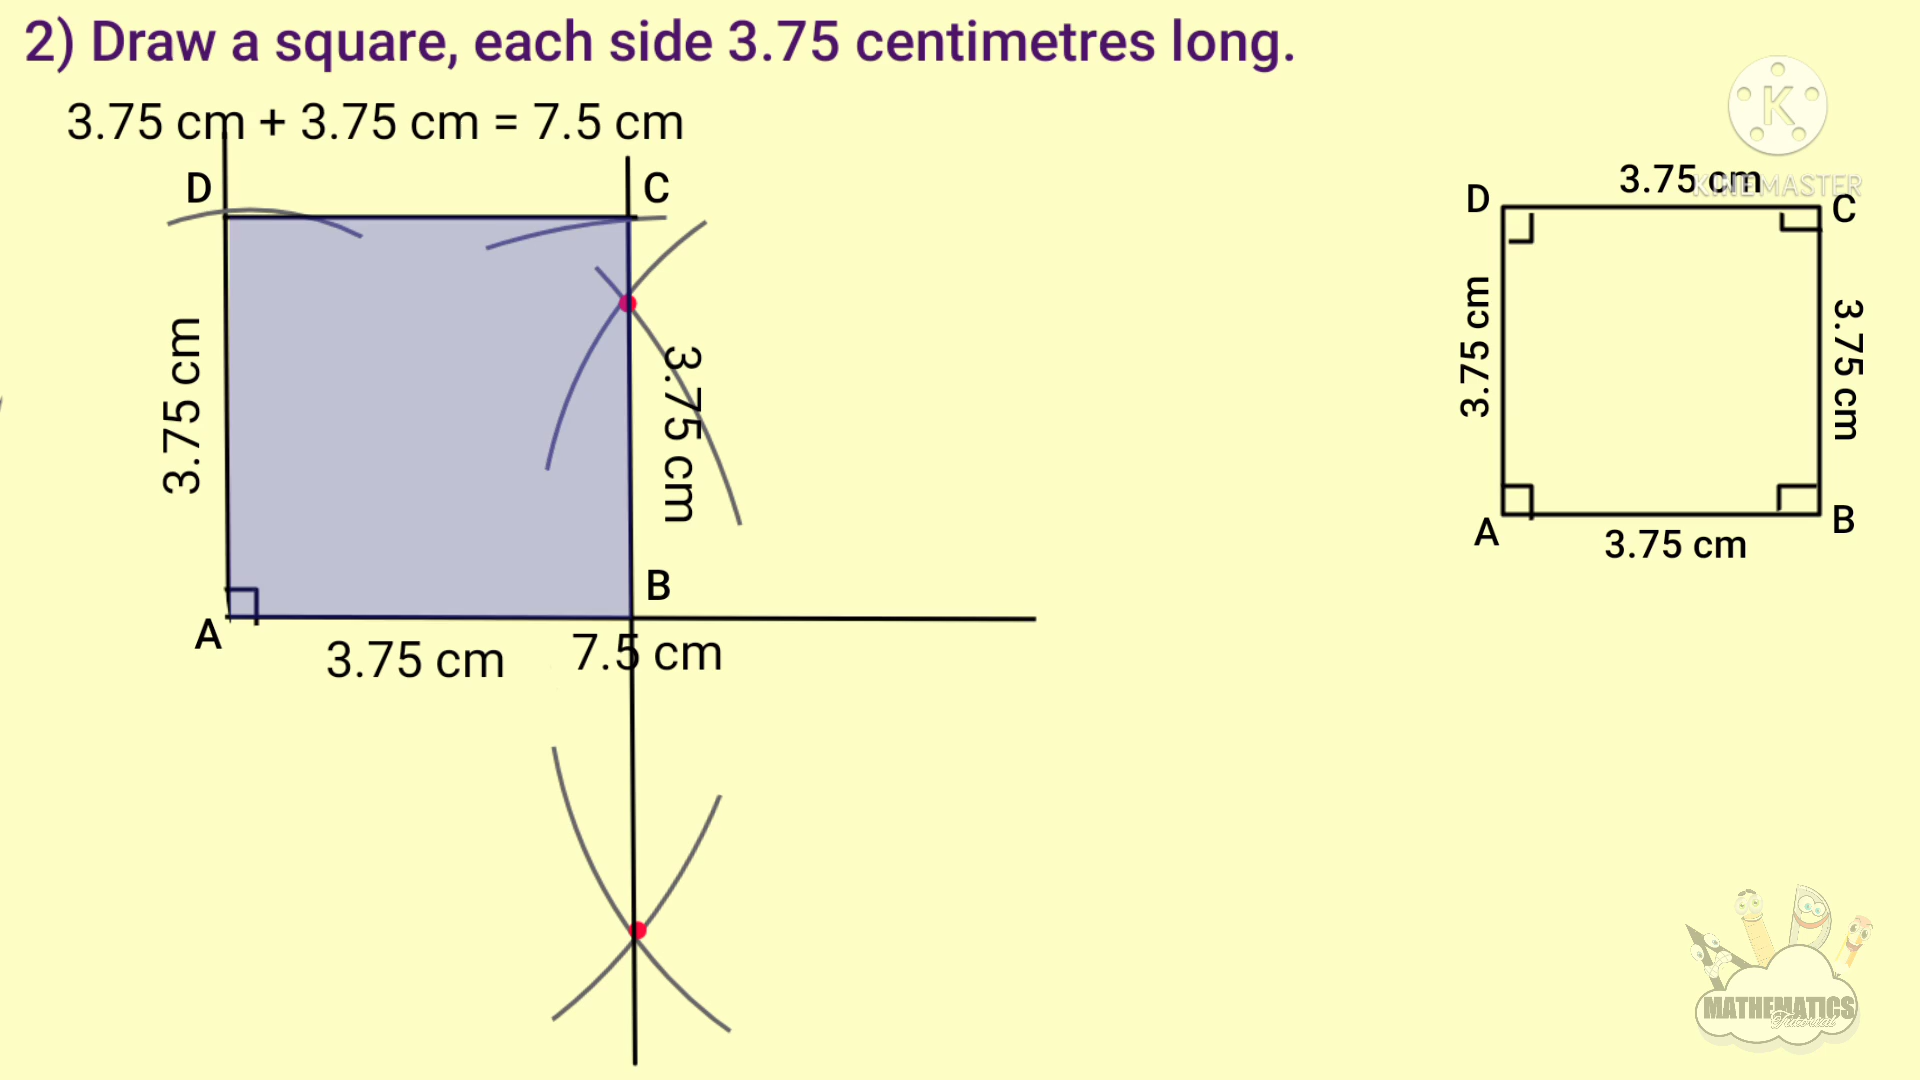 2) Draw a square, each side 3.75 centimetres long.
3.75 cm + 3.75 cm = 7.5 cm
D
C
3.75 cm
3.75 cm
B
A
3.75 cm
7.5 cm
K
KINEMASTER
3.75 cm
D
C
3.75 cm
3.75 cm
A
B
3.75 cm
MATHEMATICS
Tutorial